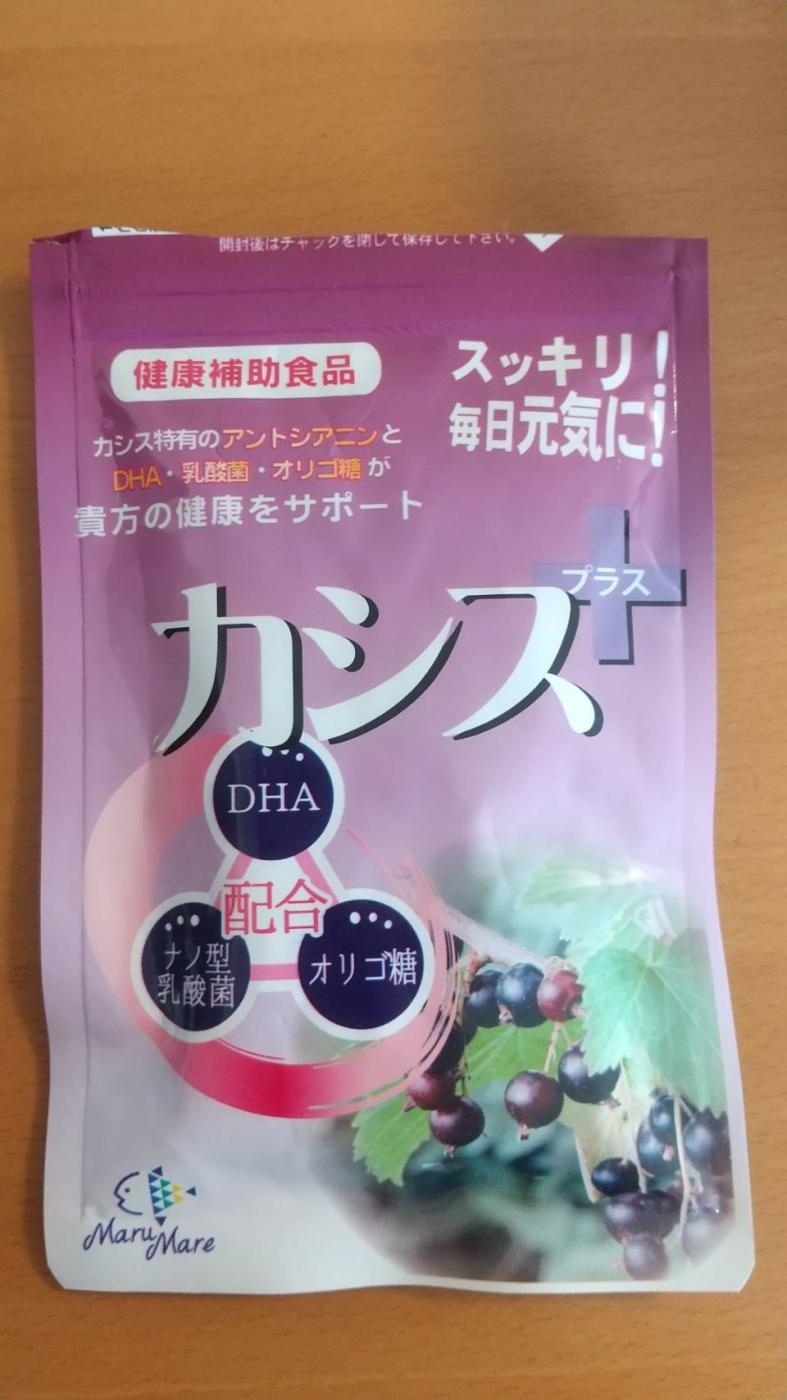 開封後はチャックを閉じて保存して下さい。
健康補助食品
スッキリ!
毎日元気に!
カシス特有のアントシアニンと
DHA・乳酸菌・オリゴ糖が
貴方の健康をサポート
カシス
プラス
DHA
配合
ナノ型
乳酸菌
オリゴ糖
Maru Mare